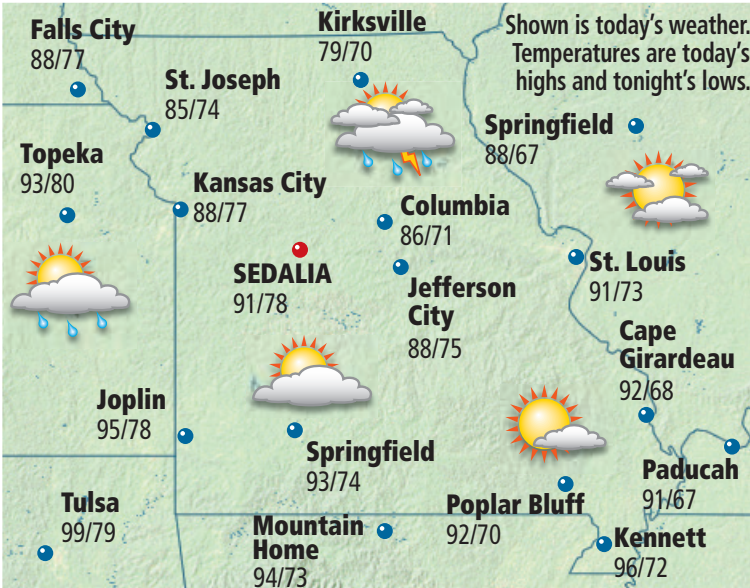 Shown is today's weather.
Temperatures are today's
highs and tonight's lows.
Falls City
88/77
Kirksville
79/70
St. Joseph
85/74
Springfield
88/67
Topeka
93/80
Kansas City
88/77
Columbia
86/71
SEDALIA
91/78
Jefferson
City
88/75
St. Louis
91/73
Cape
Girardeau
92/68
Joplin
95/78
Springfield
93/74
Poplar Bluff
92/70
Paducah
91/67
Tulsa
99/79
Mountain
Home
94/73
Kennett
96/72